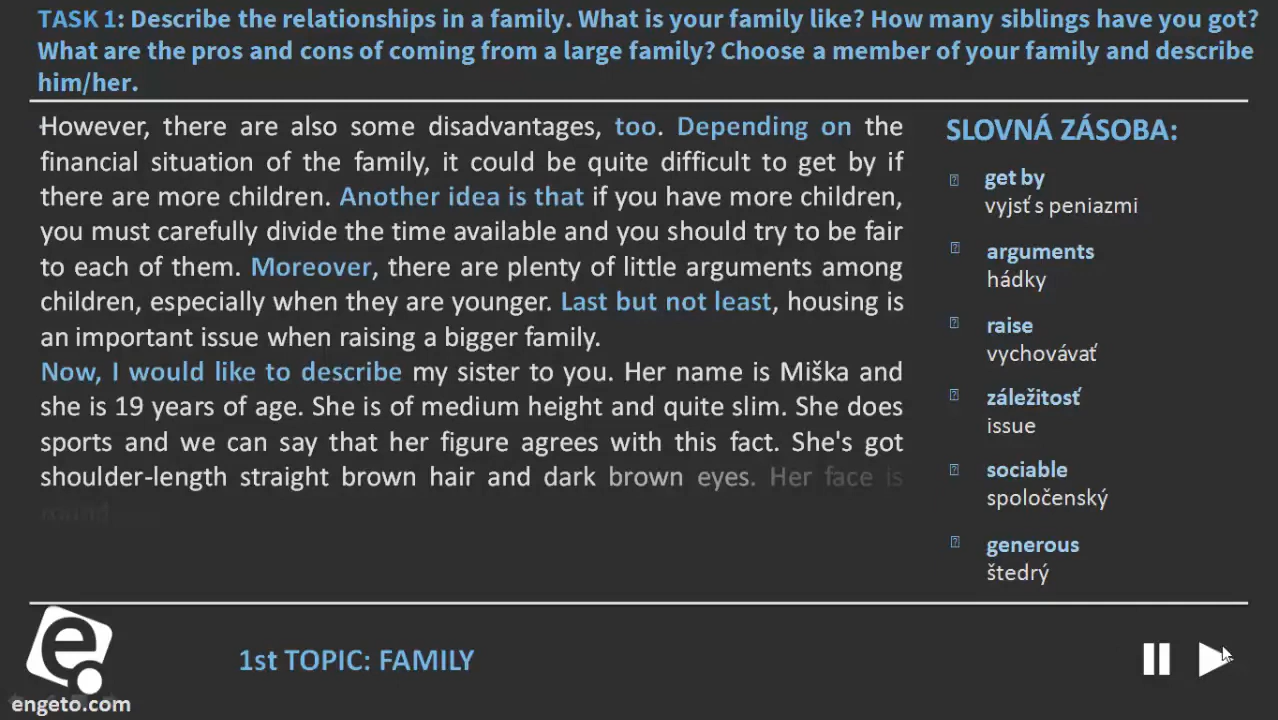 TASK 1: Describe the relationships in a family. What is your family like? How many siblings have you got?
What are the pros and cons of coming from a large family? Choose a member of your family and describe
him/her.
However, there are also some disadvantages, too. Depending on the
financial situation of the family, it could be quite difficult to get by if
there are more children. Another idea is that if you have more children,
you must carefully divide the time available and you should try to be fair
to each of them. Moreover, there are plenty of little arguments among
children, especially when they are younger. Last but not least, housing is
an important issue when raising a bigger family.
Now, I would like to describe my sister to you. Her name is Miška and
she is 19 years of age. She is of medium height and quite slim. She does
sports and we can say that her figure agrees with this fact. She's got
shoulder-length straight brown hair and dark brown eyes. Her face is
round
SLOVNÁ ZÁSOBA:
get by
vyjsť s peniazmi
arguments
hádky
raise
vychovávať
záležitosť
issue
sociable
spoločenský
generous
štedrý
1st TOPIC: FAMILY
e
engeto.com